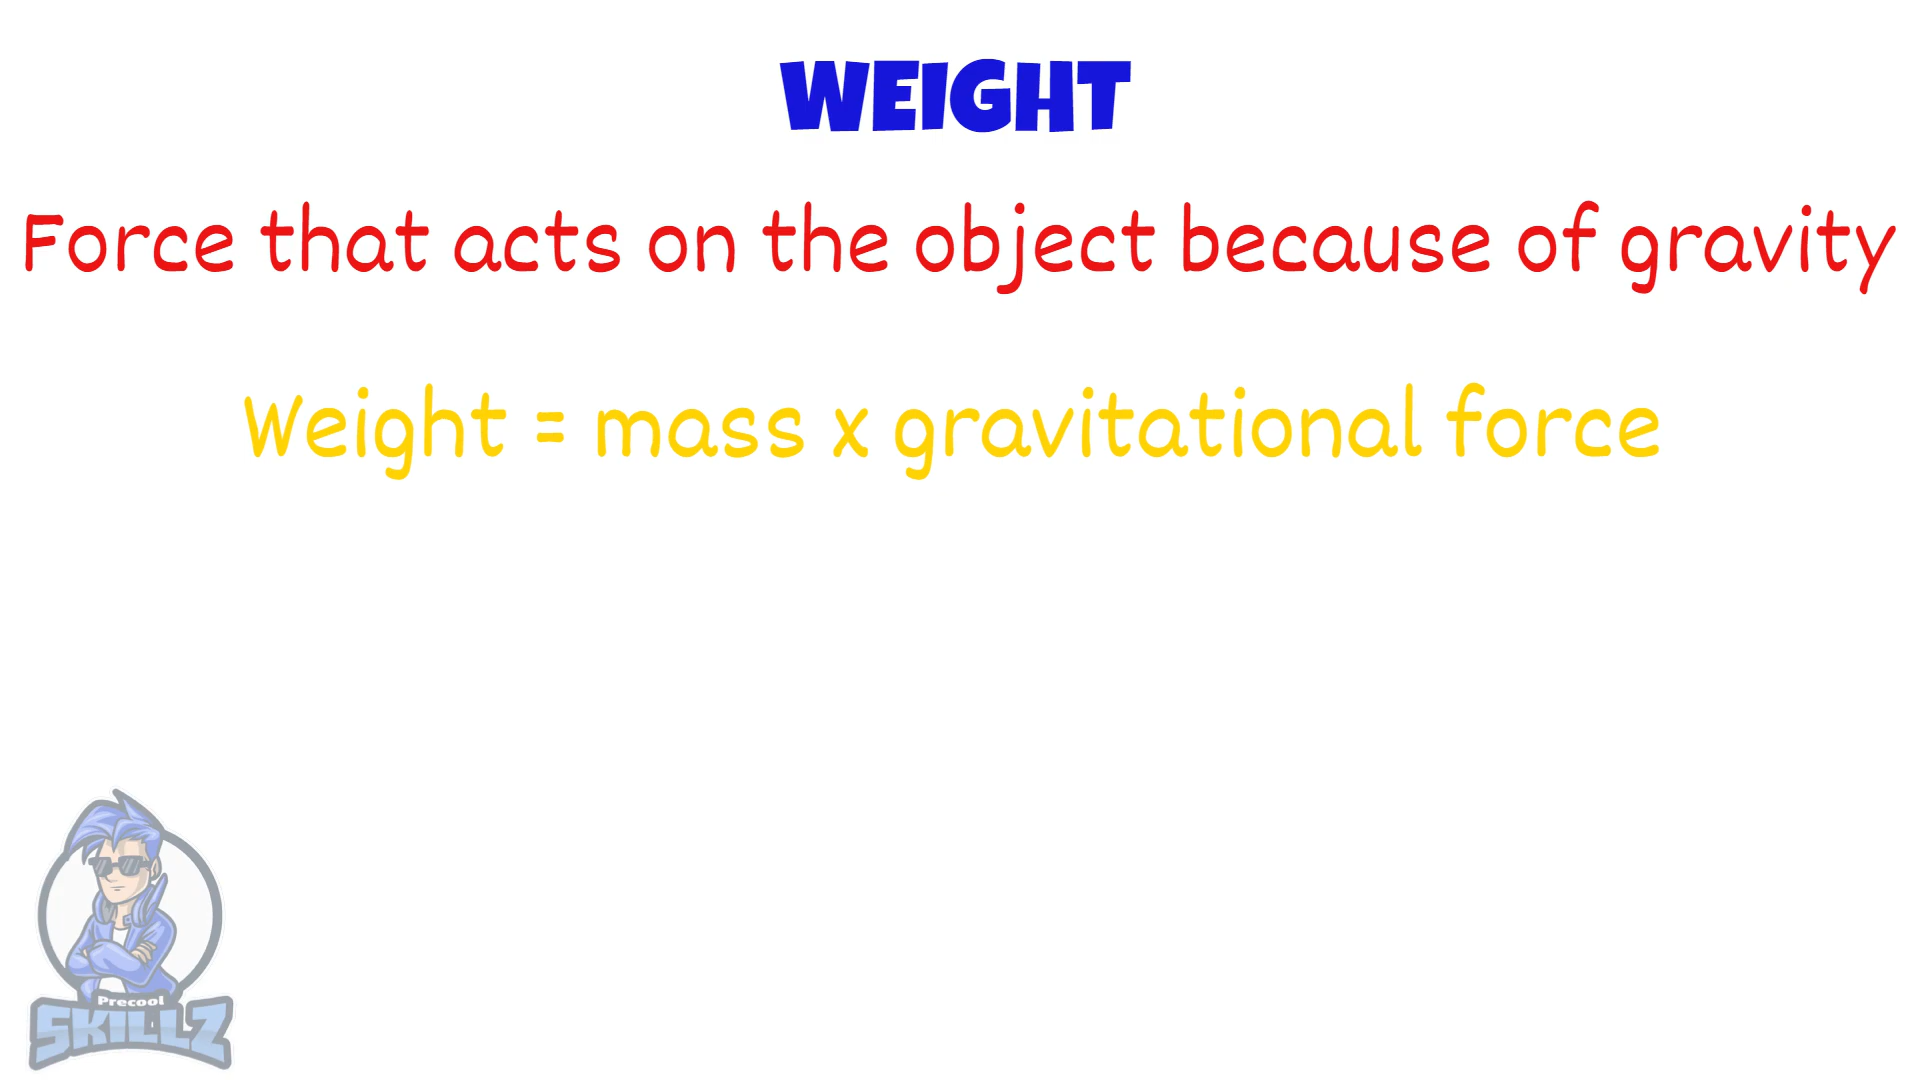 WEIGHT
Force that acts on the object because of gravity
Weight = mass x gravitational force
Precool
SKILLZ